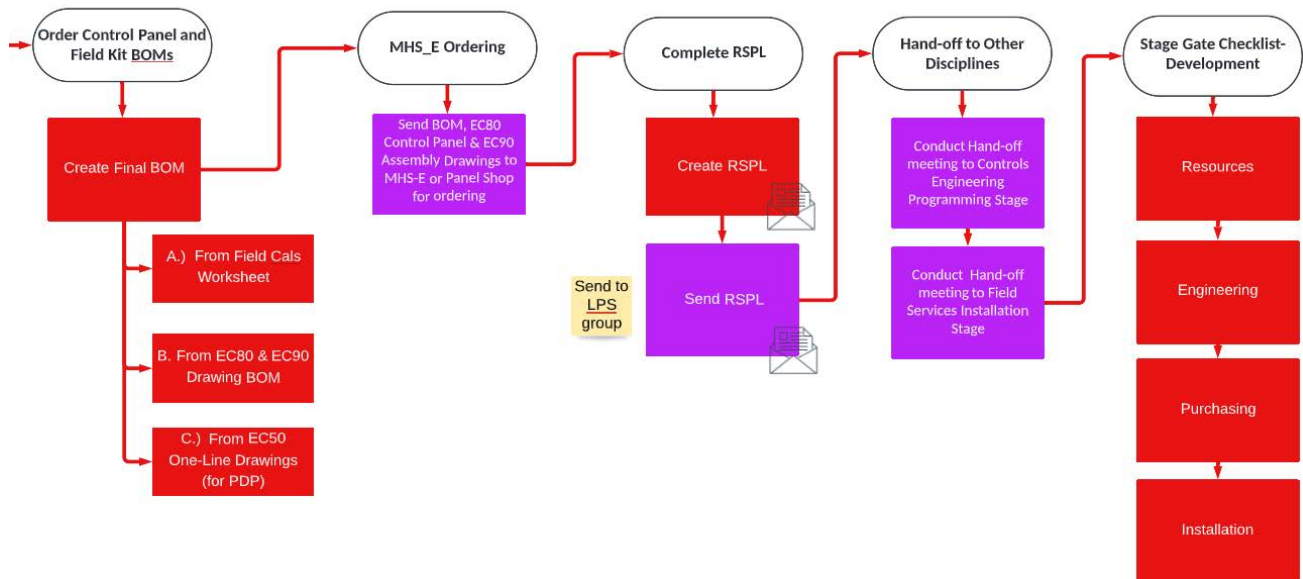 Order Control Panel and
Field Kit BOMs
Create Final BOM
A.) From Field Cals
Worksheet
B. From EC80 & EC90
Drawing BOM
C.) From EC50
One-Line Drawings
(for PDP)
MHS_E Ordering
Send BOM, EC80
Control Panel & EC90
Assembly Drawings to
MHS-E or Panel Shop
for ordering
Complete RSPL
Create RSPL
Send to
LPS
group
Send RSPL
Hand-off to Other
Disciplines
Conduct Hand-off
meeting to Controls
Engineering
Programming Stage
Conduct Hand-off
meeting to Field
Services Installation
Stage
Stage Gate Checklist-
Development
Resources
Engineering
Purchasing
Installation